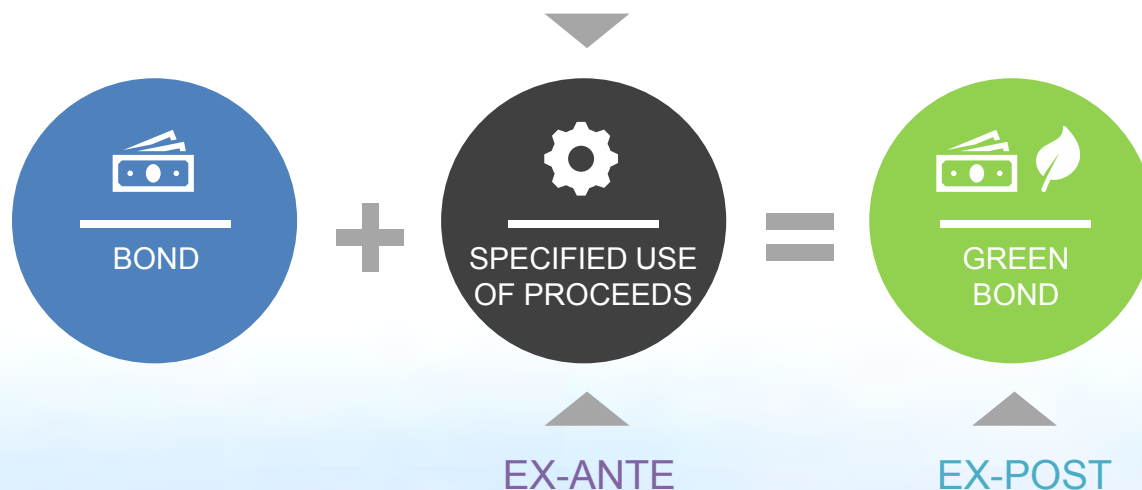 BOND
SPECIFIED USE
OF PROCEEDS
GREEN
BOND
EX-ANTE
EX-POST